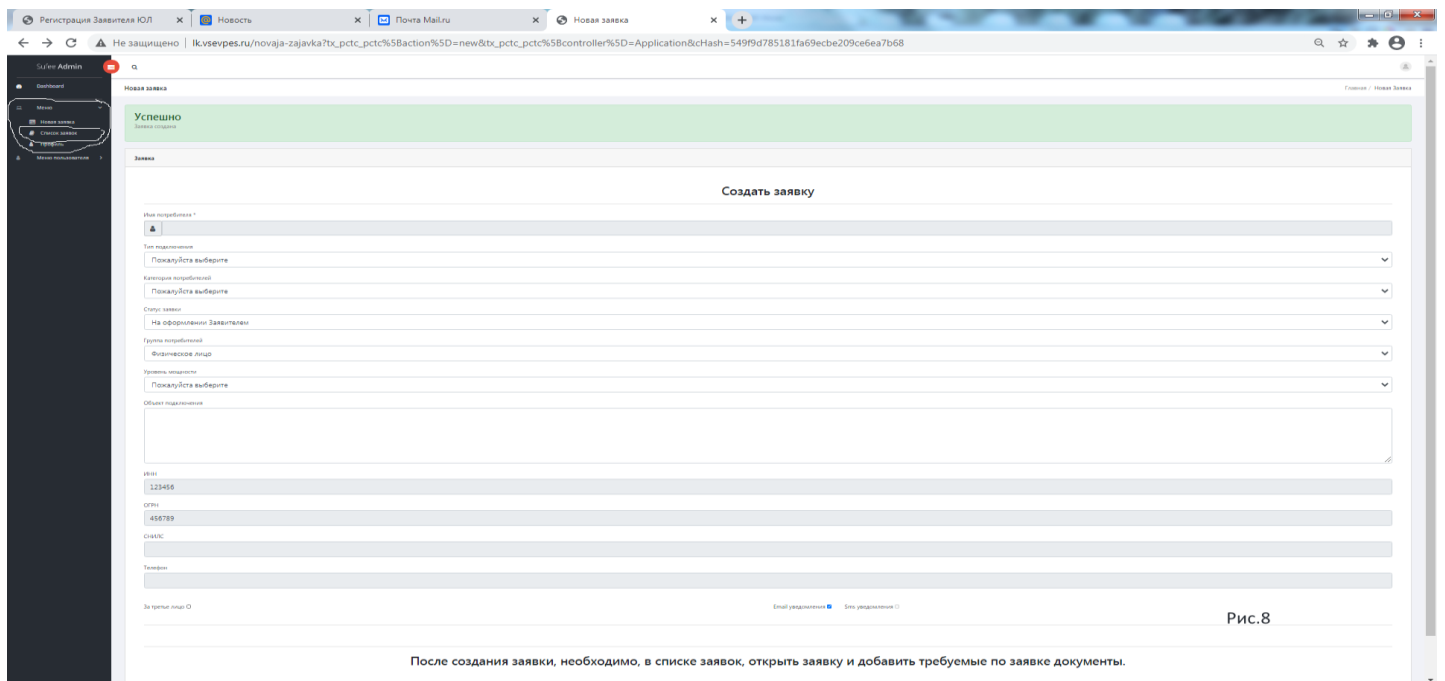 Регистрация Заявителя ЮЛ
Новость
Почта Mail.ru
Новая заявка
Не защищено | lk.vsevpes.ru/novaja-zajavka?tx_pctc_pctc%5Baction%5D=new&tx_pctc_pctc%5Bcontroller%5D=Application&cHash=549f9d785181fa69ecbe209ce6ea7b68
Sufee Admin
Dashboard
Новая заявка
Главная / Новая Заявка
Меню
Новая заявка
Список заявок
Профиль
Меню пользователя
Успешно
Заявка создана
Заявка
Создать заявку
Имя потребителя *
Тип подключения
Пожалуйста выберите
Категория потребителей
Пожалуйста выберите
Статус заявки
На оформлении Заявителем
Группа потребителей
Физическое лицо
Уровень мощности
Пожалуйста выберите
Объект подключения
ИНН
123456
ОГРН
456789
СНИЛС
Телефон
За третье лицо
Email уведомления
Sms уведомления
Рис.8
После создания заявки, необходимо, в списке заявок, открыть заявку и добавить требуемые по заявке документы.